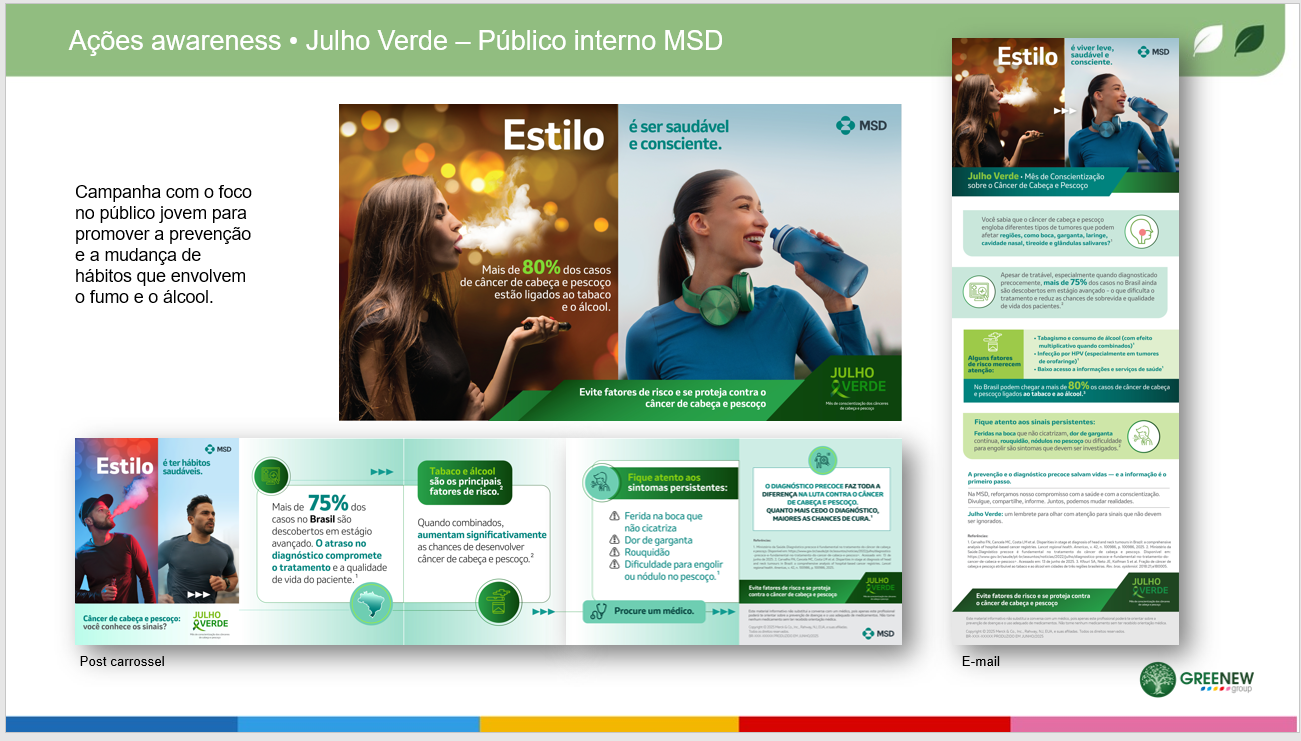 Ações awareness • Julho Verde – Público interno MSD
Campanha com o foco
no público jovem para
promover a prevenção
e a mudança de
hábitos que envolvem
o fumo e o álcool.
Estilo
é ser saudável
e consciente.
MSD
Mais de 80% dos casos
de câncer de cabeça e pescoço
estão ligados ao tabaco
e o álcool.
Evite fatores de risco e se proteja contra o
câncer de cabeça e pescoço
JULHO
VERDE
Mês de conscientização dos cânceres
de cabeça e pescoço
Estilo
é ter hábitos
saudáveis.
MSD
Câncer de cabeça e pescoço:
você conhece os sinais?
JULHO
VERDE
Mais de 75% dos
casos no Brasil são
descobertos em estágio
avançado. O atraso no
diagnóstico compromete
o tratamento e a qualidade
de vida do paciente.¹
Tabaco e álcool
são os principais
fatores de risco.²
Quando combinados,
aumentam significativamente
as chances de desenvolver
câncer de cabeça e pescoço.²
Fique atento aos
sintomas persistentes:
Ferida na boca que
não cicatriza
Dor de garganta
Rouquidão
Dificuldade para engolir
ou nódulo no pescoço.¹
Procure um médico.
O DIAGNÓSTICO PRECOCE FAZ TODA A
DIFERENÇA NA LUTA CONTRA O CÂNCER
DE CABEÇA E PESCOÇO.
QUANTO MAIS CEDO O DIAGNÓSTICO,
MAIORES AS CHANCES DE CURA.¹
Referências:
Evite fatores de risco e se proteja
contra o câncer de cabeça e pescoço
JULHO
VERDE
MSD
Post carrossel
Estilo
é viver leve,
saudável e
consciente.
MSD
Julho Verde • Mês de Conscientização
sobre o Câncer de Cabeça e Pescoço
Você sabia que o câncer de cabeça e pescoço
engloba diferentes tipos de tumores que podem
afetar regiões, como boca, garganta, laringe,
cavidade nasal, tireoide e glândulas salivares?¹
Apesar de tratável, especialmente quando diagnosticado
precocemente, mais de 75% dos casos no Brasil ainda
são descobertos em estágio avançado – o que dificulta o
tratamento e reduz as chances de sobrevida e qualidade
de vida dos pacientes.²
Alguns fatores
de risco merecem
atenção:
• Tabagismo e consumo de álcool (com efeito
multiplicativo quando combinados)¹
• Infecção por HPV (especialmente em tumores
de orofaringe)¹
• Baixo acesso a informações e serviços de saúde¹
No Brasil podem chegar a mais de 80% os casos de câncer de cabeça
e pescoço ligados ao tabaco e ao álcool.³
Fique atento aos sinais persistentes:
Feridas na boca que não cicatrizam, dor de garganta
contínua, rouquidão, nódulos no pescoço ou dificuldade
para engolir são sintomas que devem ser investigados.²
A prevenção e o diagnóstico precoce salvam vidas — e a informação é o
primeiro passo.
Na MSD, reforçamos nosso compromisso com a saúde e com a conscientização.
Divulgue, compartilhe, informe. Juntos, podemos mudar realidades.
Julho Verde: um lembrete para olhar com atenção para sinais que não devem
ser ignorados.
Referências:
Evite fatores de risco e se proteja contra
o câncer de cabeça e pescoço
JULHO
VERDE
E-mail
GREENEW
group